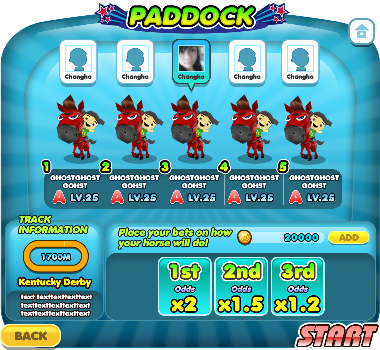 PADDOCK
Changha Changha Changha Changha Changha
1 2 3 4 5
GHOSTGHOST GHOSTGHOST GHOSTGHOST GHOSTGHOST GHOSTGHOST
GOHST GOHST GOHST GOHST GOHST
A LV.25 A LV.25 A LV.25 A LV.25 A LV.25
TRACK
INFORMATION
1700M
Kentucky Derby
text texttexttexttext
texttexttexttexttext
texttexttexttexttext
Place your bets on how
your horse will do!
20000 ADD
1st 2nd 3rd
Odds Odds Odds
x2 x1.5 x1.2
BACK START